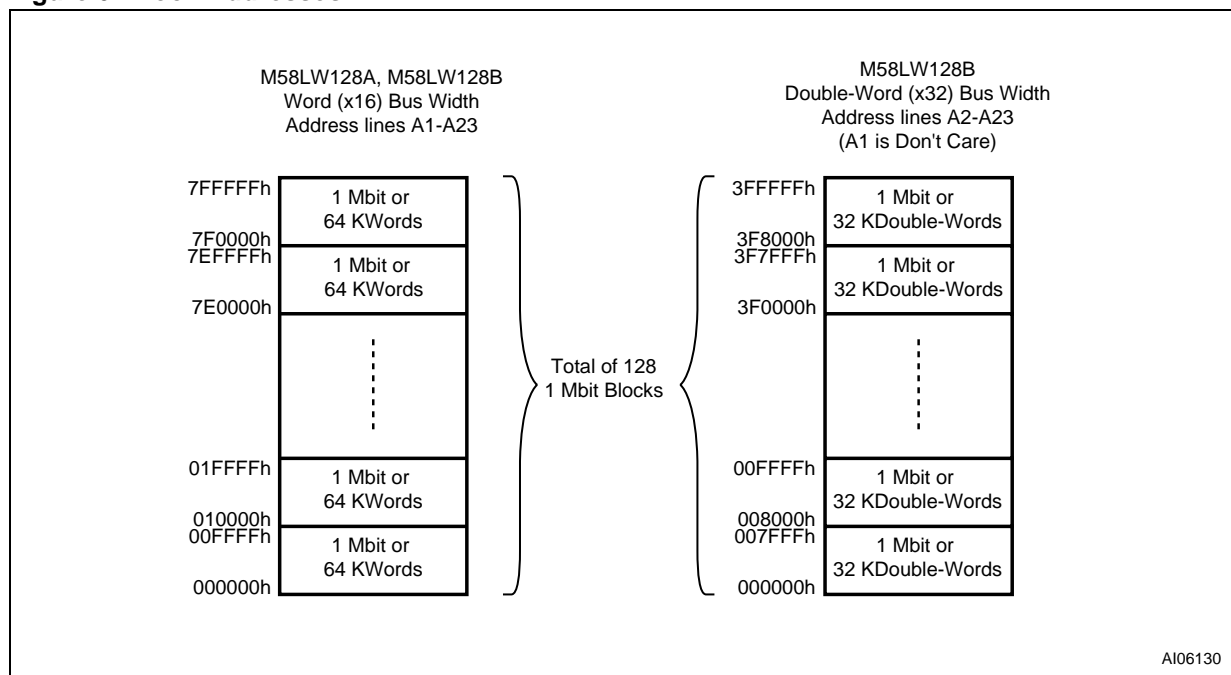 M58LW128A, M58LW128B
Word (x16) Bus Width
Address lines A1-A23
7FFFFFh
1 Mbit or
64 KWords
7F0000h
7EFFFFh
1 Mbit or
64 KWords
7E0000h
01FFFFh
1 Mbit or
64 KWords
010000h
00FFFFh
1 Mbit or
64 KWords
000000h
Total of 128
1 Mbit Blocks
M58LW128B
Double-Word (x32) Bus Width
Address lines A2-A23
(A1 is Don't Care)
3FFFFFh
1 Mbit or
32 KDouble-Words
3F8000h
3F7FFFh
1 Mbit or
32 KDouble-Words
3F0000h
00FFFFh
1 Mbit or
32 KDouble-Words
008000h
007FFFh
1 Mbit or
32 KDouble-Words
000000h
AI06130